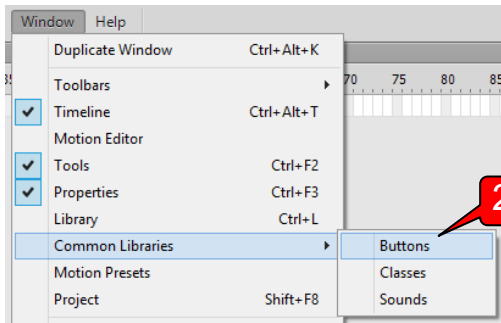 Window Help
Duplicate Window Ctrl+Alt+K
70 75 80 85
Toolbars
Timeline Ctrl+Alt+T
Motion Editor
Tools Ctrl+F2
Properties Ctrl+F3
Library Ctrl+L
2
Common Libraries Buttons
Motion Presets Classes
Project Shift+F8 Sounds